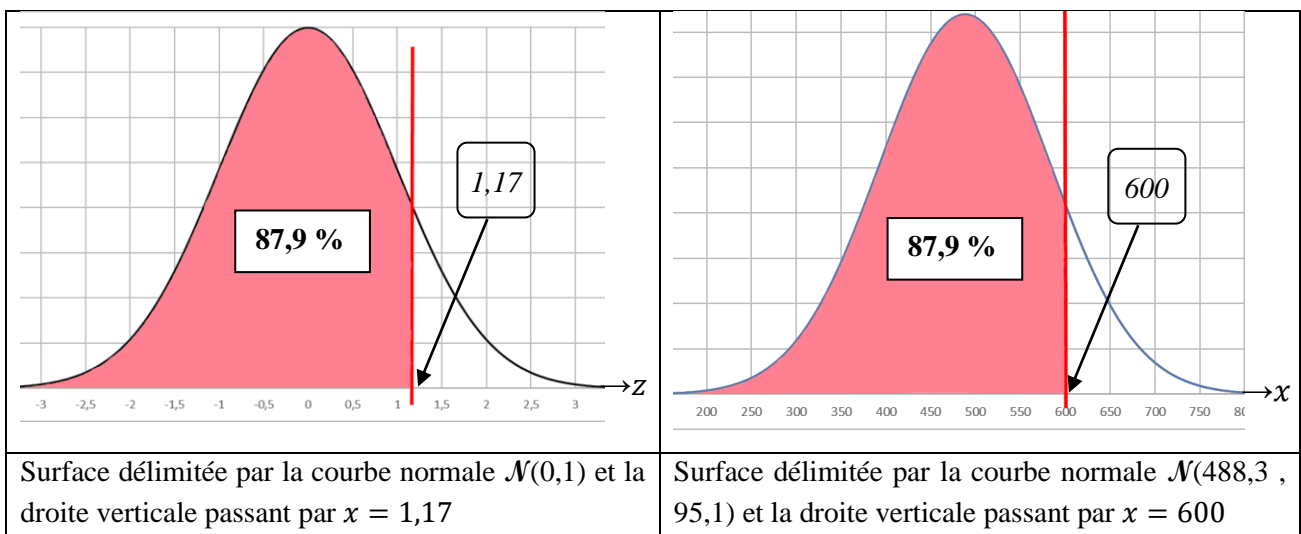 1,17
87,9 %
-3 -2,5 -2 -1,5 -1 -0,5 0 0,5 1 1,5 2 2,5 3
z
600
87,9 %
200 250 300 350 400 450 500 550 600 650 700 750 80
x
Surface délimitée par la courbe normale 𝒩(0,1) et la
droite verticale passant par x = 1,17
Surface délimitée par la courbe normale 𝒩(488,3 ,
95,1) et la droite verticale passant par x = 600